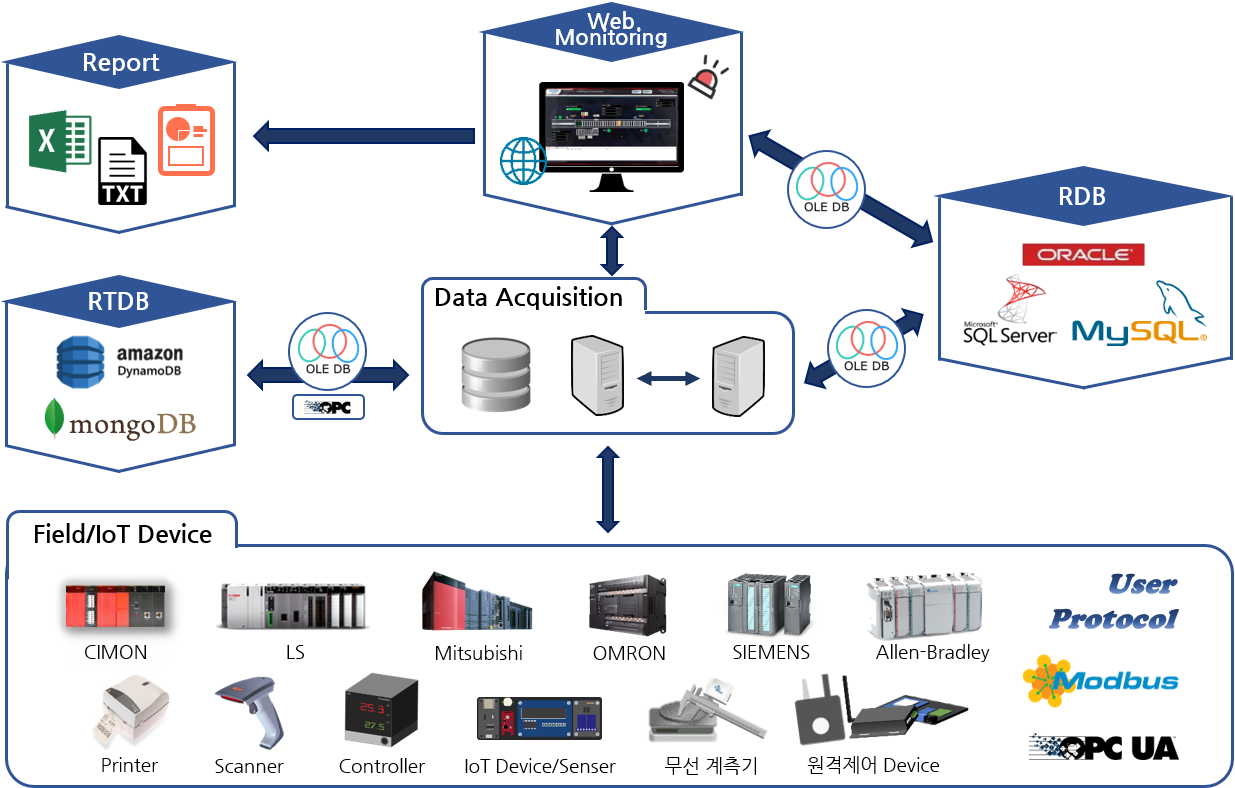 Web
Monitoring
Report
X
TXT
OLE DB
RDB
ORACLE
Microsoft
SQL Server
MySQL
RTDB
amazon
DynamoDB
mongoDB
OLE DB
OPC
Data Acquisition
OLE DB
Field/IoT Device
User
Protocol
CIMON
LS
Mitsubishi
OMRON
SIEMENS
Allen-Bradley
Modbus
25.3
27.5
OPC UA
Printer
Scanner
Controller
IoT Device/Senser
무선 계측기
원격제어 Device